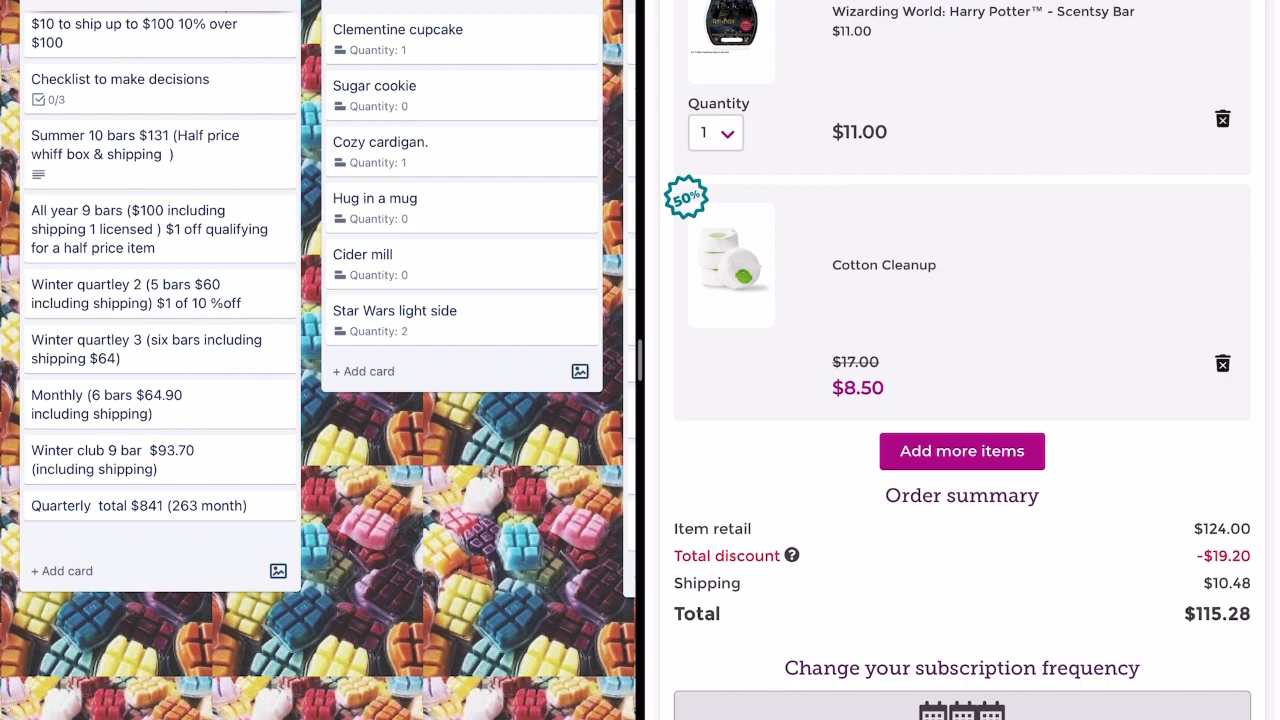 $10 to ship up to $100 10% over
$100
Checklist to make decisions
0/3
Summer 10 bars $131 (Half price
whiff box & shipping )
All year 9 bars ($100 including
shipping 1 licensed ) $1 off qualifying
for a half price item
Winter quartley 2 (5 bars $60
including shipping) $1 of 10 %off
Winter quartley 3 (six bars including
shipping $64)
Monthly (6 bars $64.90
including shipping)
Winter club 9 bar $93.70
(including shipping)
Quarterly total $841 (263 month)
+ Add card
Clementine cupcake
Quantity: 1
Sugar cookie
Quantity: 0
Cozy cardigan.
Quantity: 1
Hug in a mug
Quantity: 0
Cider mill
Quantity: 0
Star Wars light side
Quantity: 2
+ Add card
Wizarding World: Harry Potter™ - Scentsy Bar
$11.00
Quantity
1
$11.00
50%
Cotton Cleanup
$17.00
$8.50
Add more items
Order summary
Item retail $124.00
Total discount ? -$19.20
Shipping $10.48
Total $115.28
Change your subscription frequency